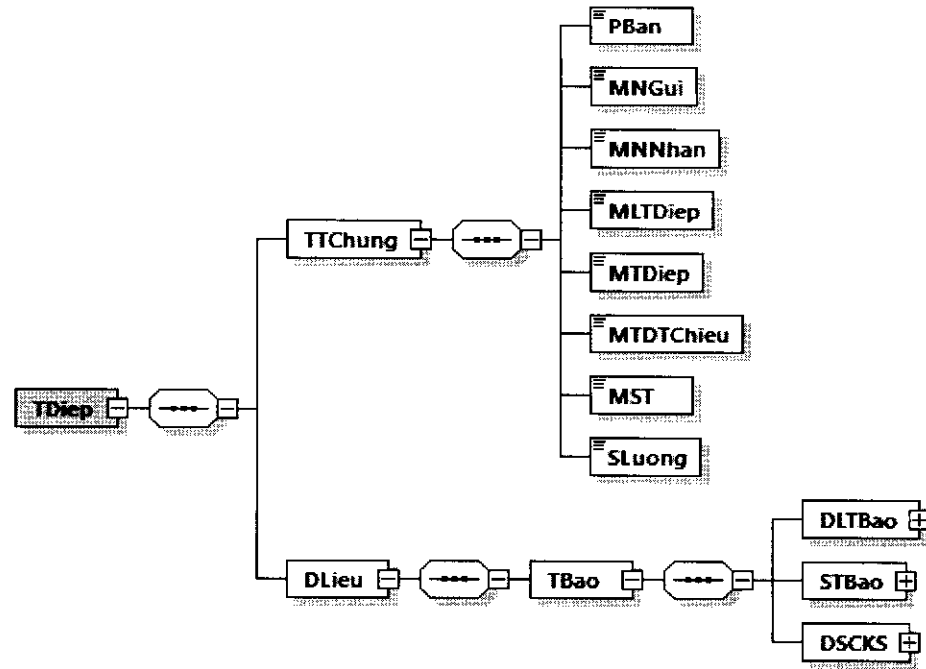 PBan
MNGui
MNNhan
MLTDiep
TTChung
MTDiep
MTDTChieu
TDiep
MST
SLuong
DLTBao
DLieu
TBao
STBao
DSCKS